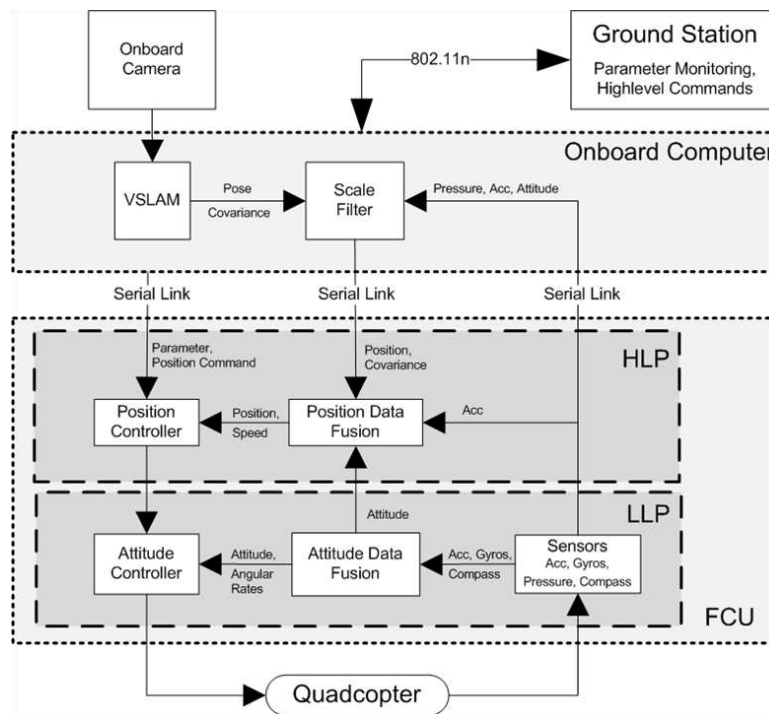 Onboard
Camera
802.11n
Ground Station
Parameter Monitoring,
Highlevel Commands
Onboard Computer
VSLAM
Pose
Covariance
Scale
Filter
Pressure, Acc, Attitude
Serial Link
Serial Link
Serial Link
Parameter,
Position Command
Position,
Covariance
HLP
Position
Controller
Position,
Speed
Position Data
Fusion
Acc
Attitude
LLP
Attitude
Controller
Attitude,
Angular
Rates
Attitude Data
Fusion
Acc, Gyros,
Compass
Sensors
Acc, Gyros,
Pressure, Compass
FCU
Quadcopter